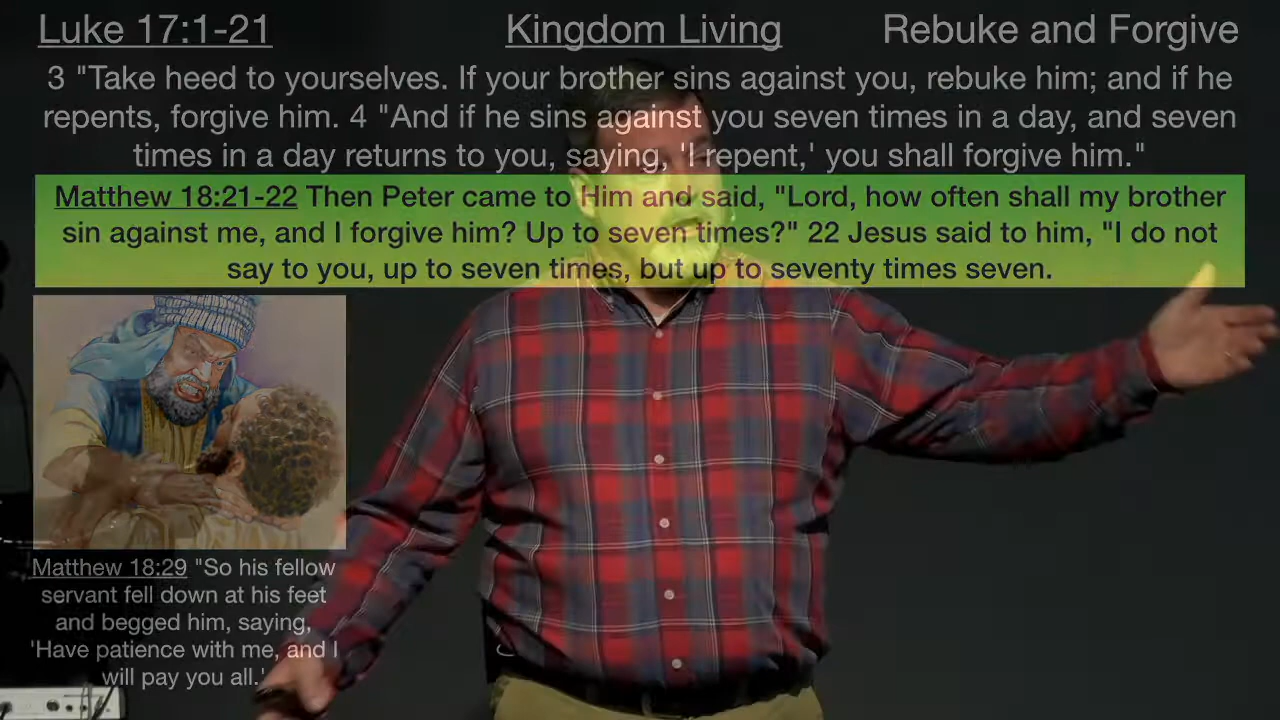 Luke 17:1-21 Kingdom Living Rebuke and Forgive
3 "Take heed to yourselves. If your brother sins against you, rebuke him; and if he
repents, forgive him. 4 "And if he sins against you seven times in a day, and seven
times in a day returns to you, saying, 'I repent,' you shall forgive him."
Matthew 18:21-22 Then Peter came to Him and said, "Lord, how often shall my brother
sin against me, and I forgive him? Up to seven times?" 22 Jesus said to him, "I do not
say to you, up to seven times, but up to seventy times seven.
Matthew 18:29 "So his fellow
servant fell down at his feet
and begged him, saying,
'Have patience with me, and I
will pay you all.'